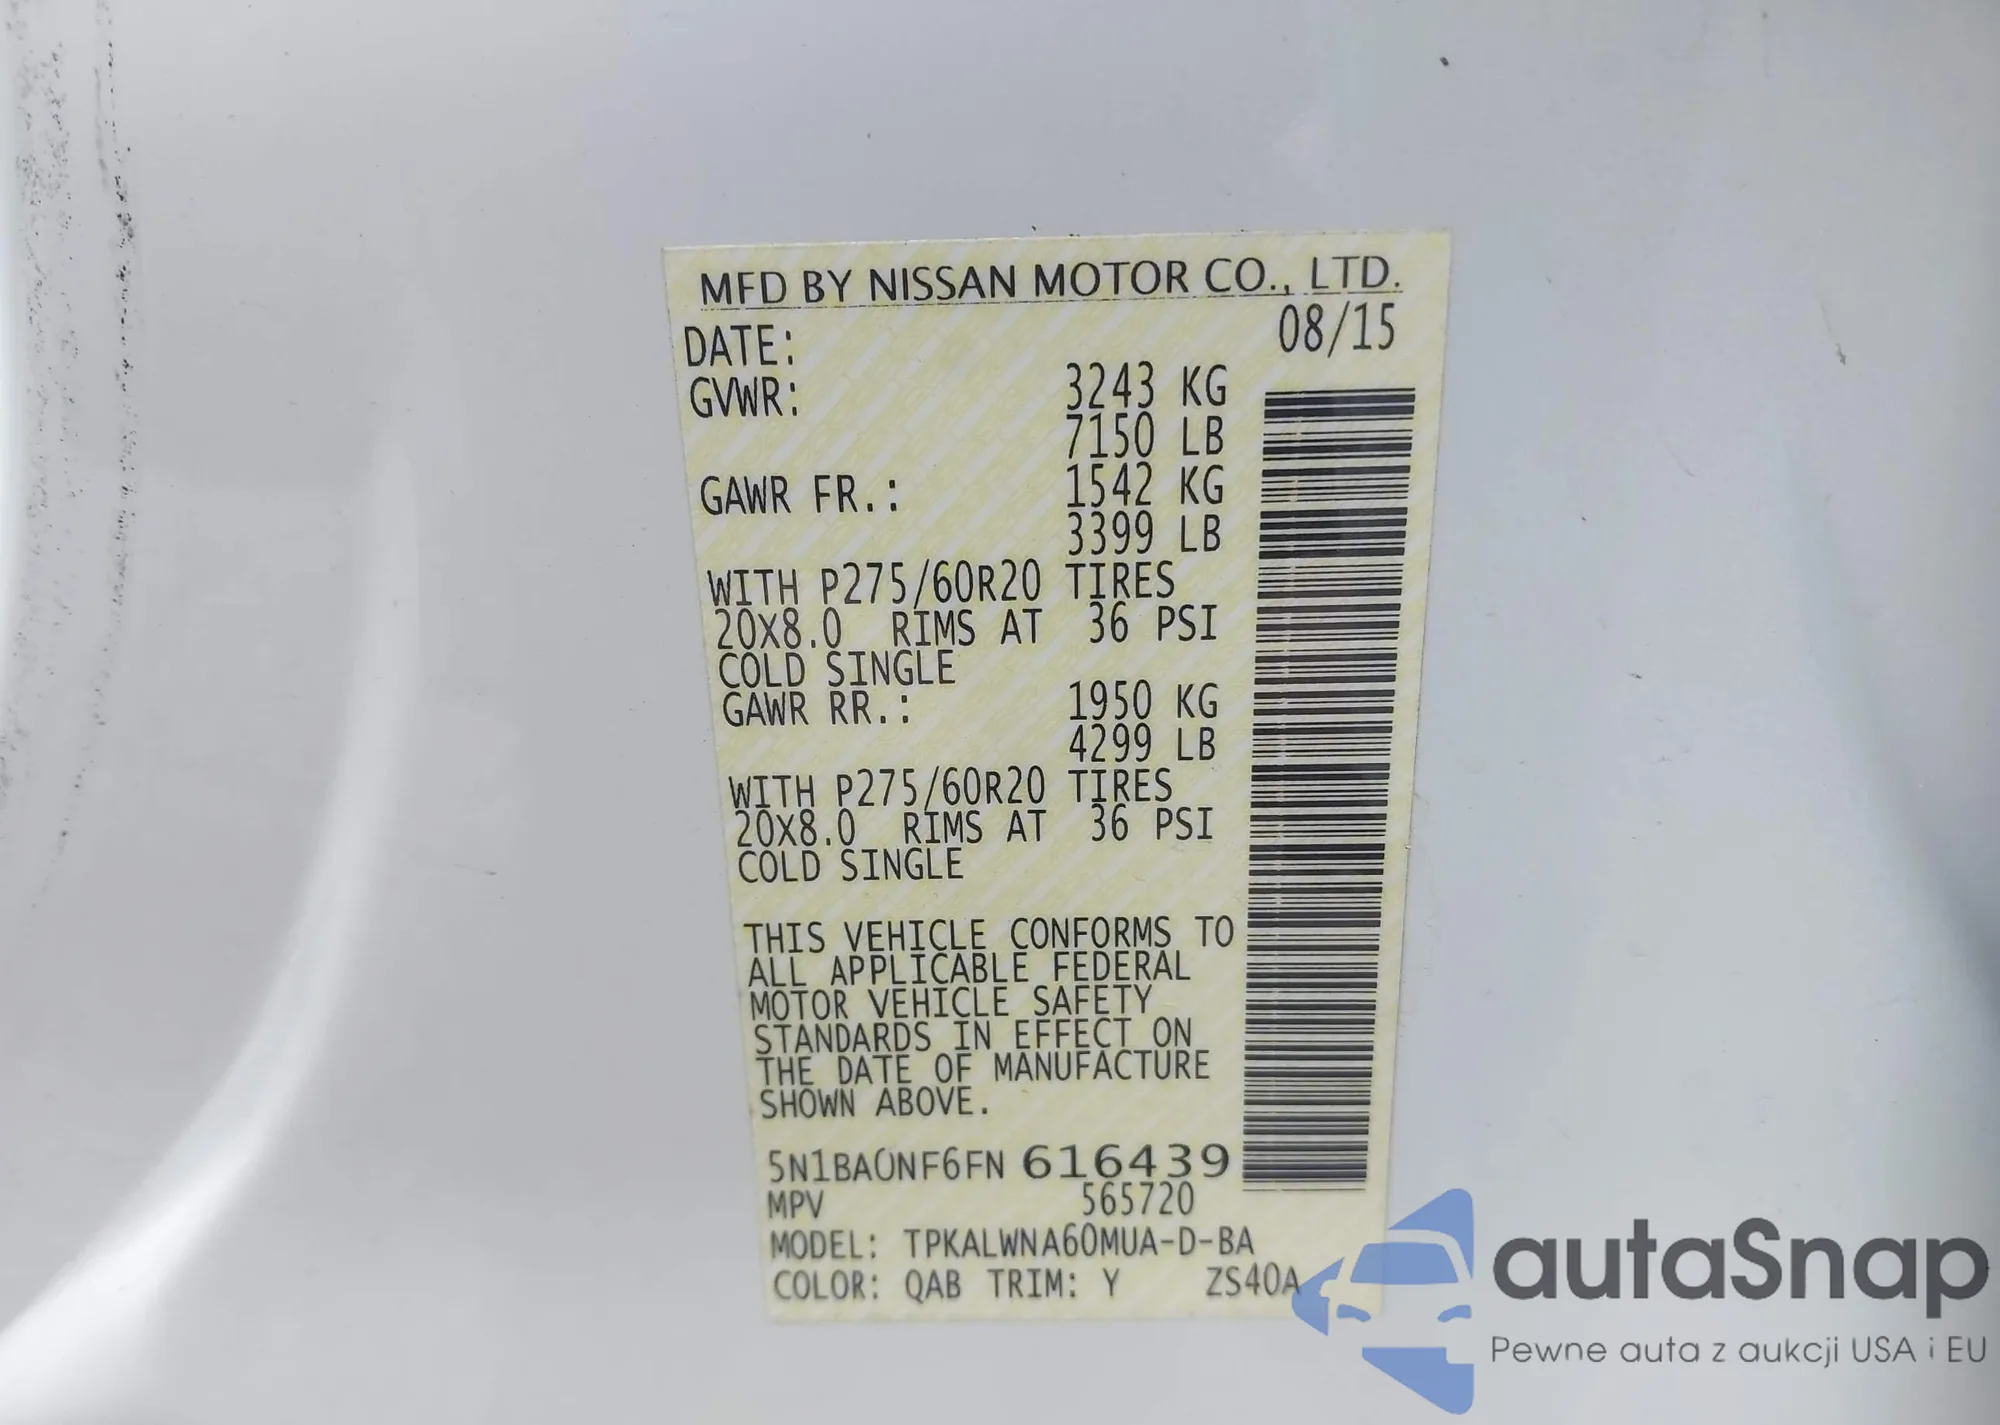 MFD BY NISSAN MOTOR CO., LTD.
DATE: 08/15
GVWR: 3243 KG
7150 LB
GAWR FR.: 1542 KG
3399 LB
WITH P275/60R20 TIRES
20X8.0 RIMS AT 36 PSI
COLD SINGLE
GAWR RR.: 1950 KG
4299 LB
WITH P275/60R20 TIRES
20X8.0 RIMS AT 36 PSI
COLD SINGLE
THIS VEHICLE CONFORMS TO
ALL APPLICABLE FEDERAL
MOTOR VEHICLE SAFETY
STANDARDS IN EFFECT ON
THE DATE OF MANUFACTURE
SHOWN ABOVE.
5N1BA0NF6FN 616439
MPV 565720
MODEL: TPKALWNA60MUA-D-BA
COLOR: QAB TRIM: Y ZS40A
autaSnap
Pewne auta z aukcji USA i EU